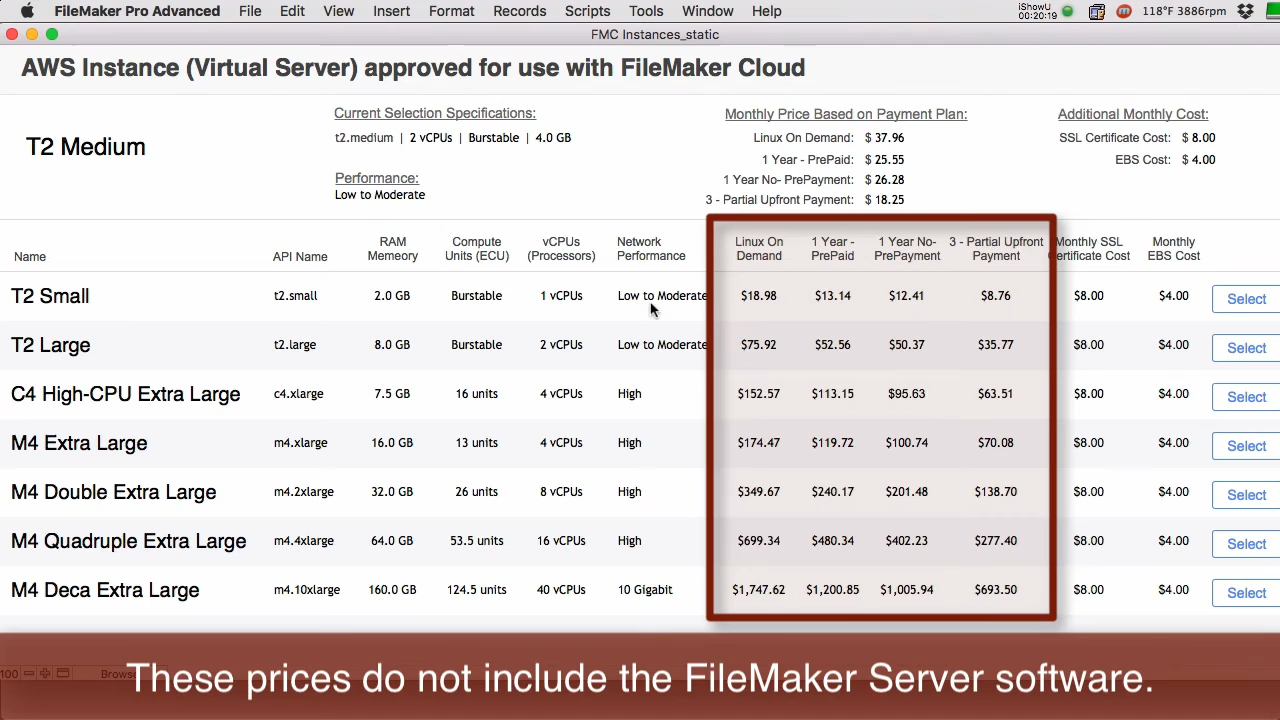 FileMaker Pro Advanced File Edit View Insert Format Records Scripts Tools Window Help iShowU 00:20:19 118°F 3886rpm
FMC Instances_static
AWS Instance (Virtual Server) approved for use with FileMaker Cloud
T2 Medium
Current Selection Specifications:
t2.medium | 2 vCPUs | Burstable | 4.0 GB
Performance:
Low to Moderate
Monthly Price Based on Payment Plan:
Linux On Demand: $ 37.96
1 Year - PrePaid: $ 25.55
1 Year No- PrePayment: $ 26.28
3 - Partial Upfront Payment: $ 18.25
Additional Monthly Cost:
SSL Certificate Cost: $ 8.00
EBS Cost: $ 4.00
Name API Name RAM Memeory Compute Units (ECU) vCPUs (Processors) Network Performance Linux On Demand 1 Year - PrePaid 1 Year No- PrePayment 3 - Partial Upfront Payment Monthly SSL Certificate Cost Monthly EBS Cost
T2 Small t2.small 2.0 GB Burstable 1 vCPUs Low to Moderate $18.98 $13.14 $12.41 $8.76 $8.00 $4.00 Select
T2 Large t2.large 8.0 GB Burstable 2 vCPUs Low to Moderate $75.92 $52.56 $50.37 $35.77 $8.00 $4.00 Select
C4 High-CPU Extra Large c4.xlarge 7.5 GB 16 units 4 vCPUs High $152.57 $113.15 $95.63 $63.51 $8.00 $4.00 Select
M4 Extra Large m4.xlarge 16.0 GB 13 units 4 vCPUs High $174.47 $119.72 $100.74 $70.08 $8.00 $4.00 Select
M4 Double Extra Large m4.2xlarge 32.0 GB 26 units 8 vCPUs High $349.67 $240.17 $201.48 $138.70 $8.00 $4.00 Select
M4 Quadruple Extra Large m4.4xlarge 64.0 GB 53.5 units 16 vCPUs High $699.34 $480.34 $402.23 $277.40 $8.00 $4.00 Select
M4 Deca Extra Large m4.10xlarge 160.0 GB 124.5 units 40 vCPUs 10 Gigabit $1,747.62 $1,200.85 $1,005.94 $693.50 $8.00 $4.00 Select
100 Browse
These prices do not include the FileMaker Server software.